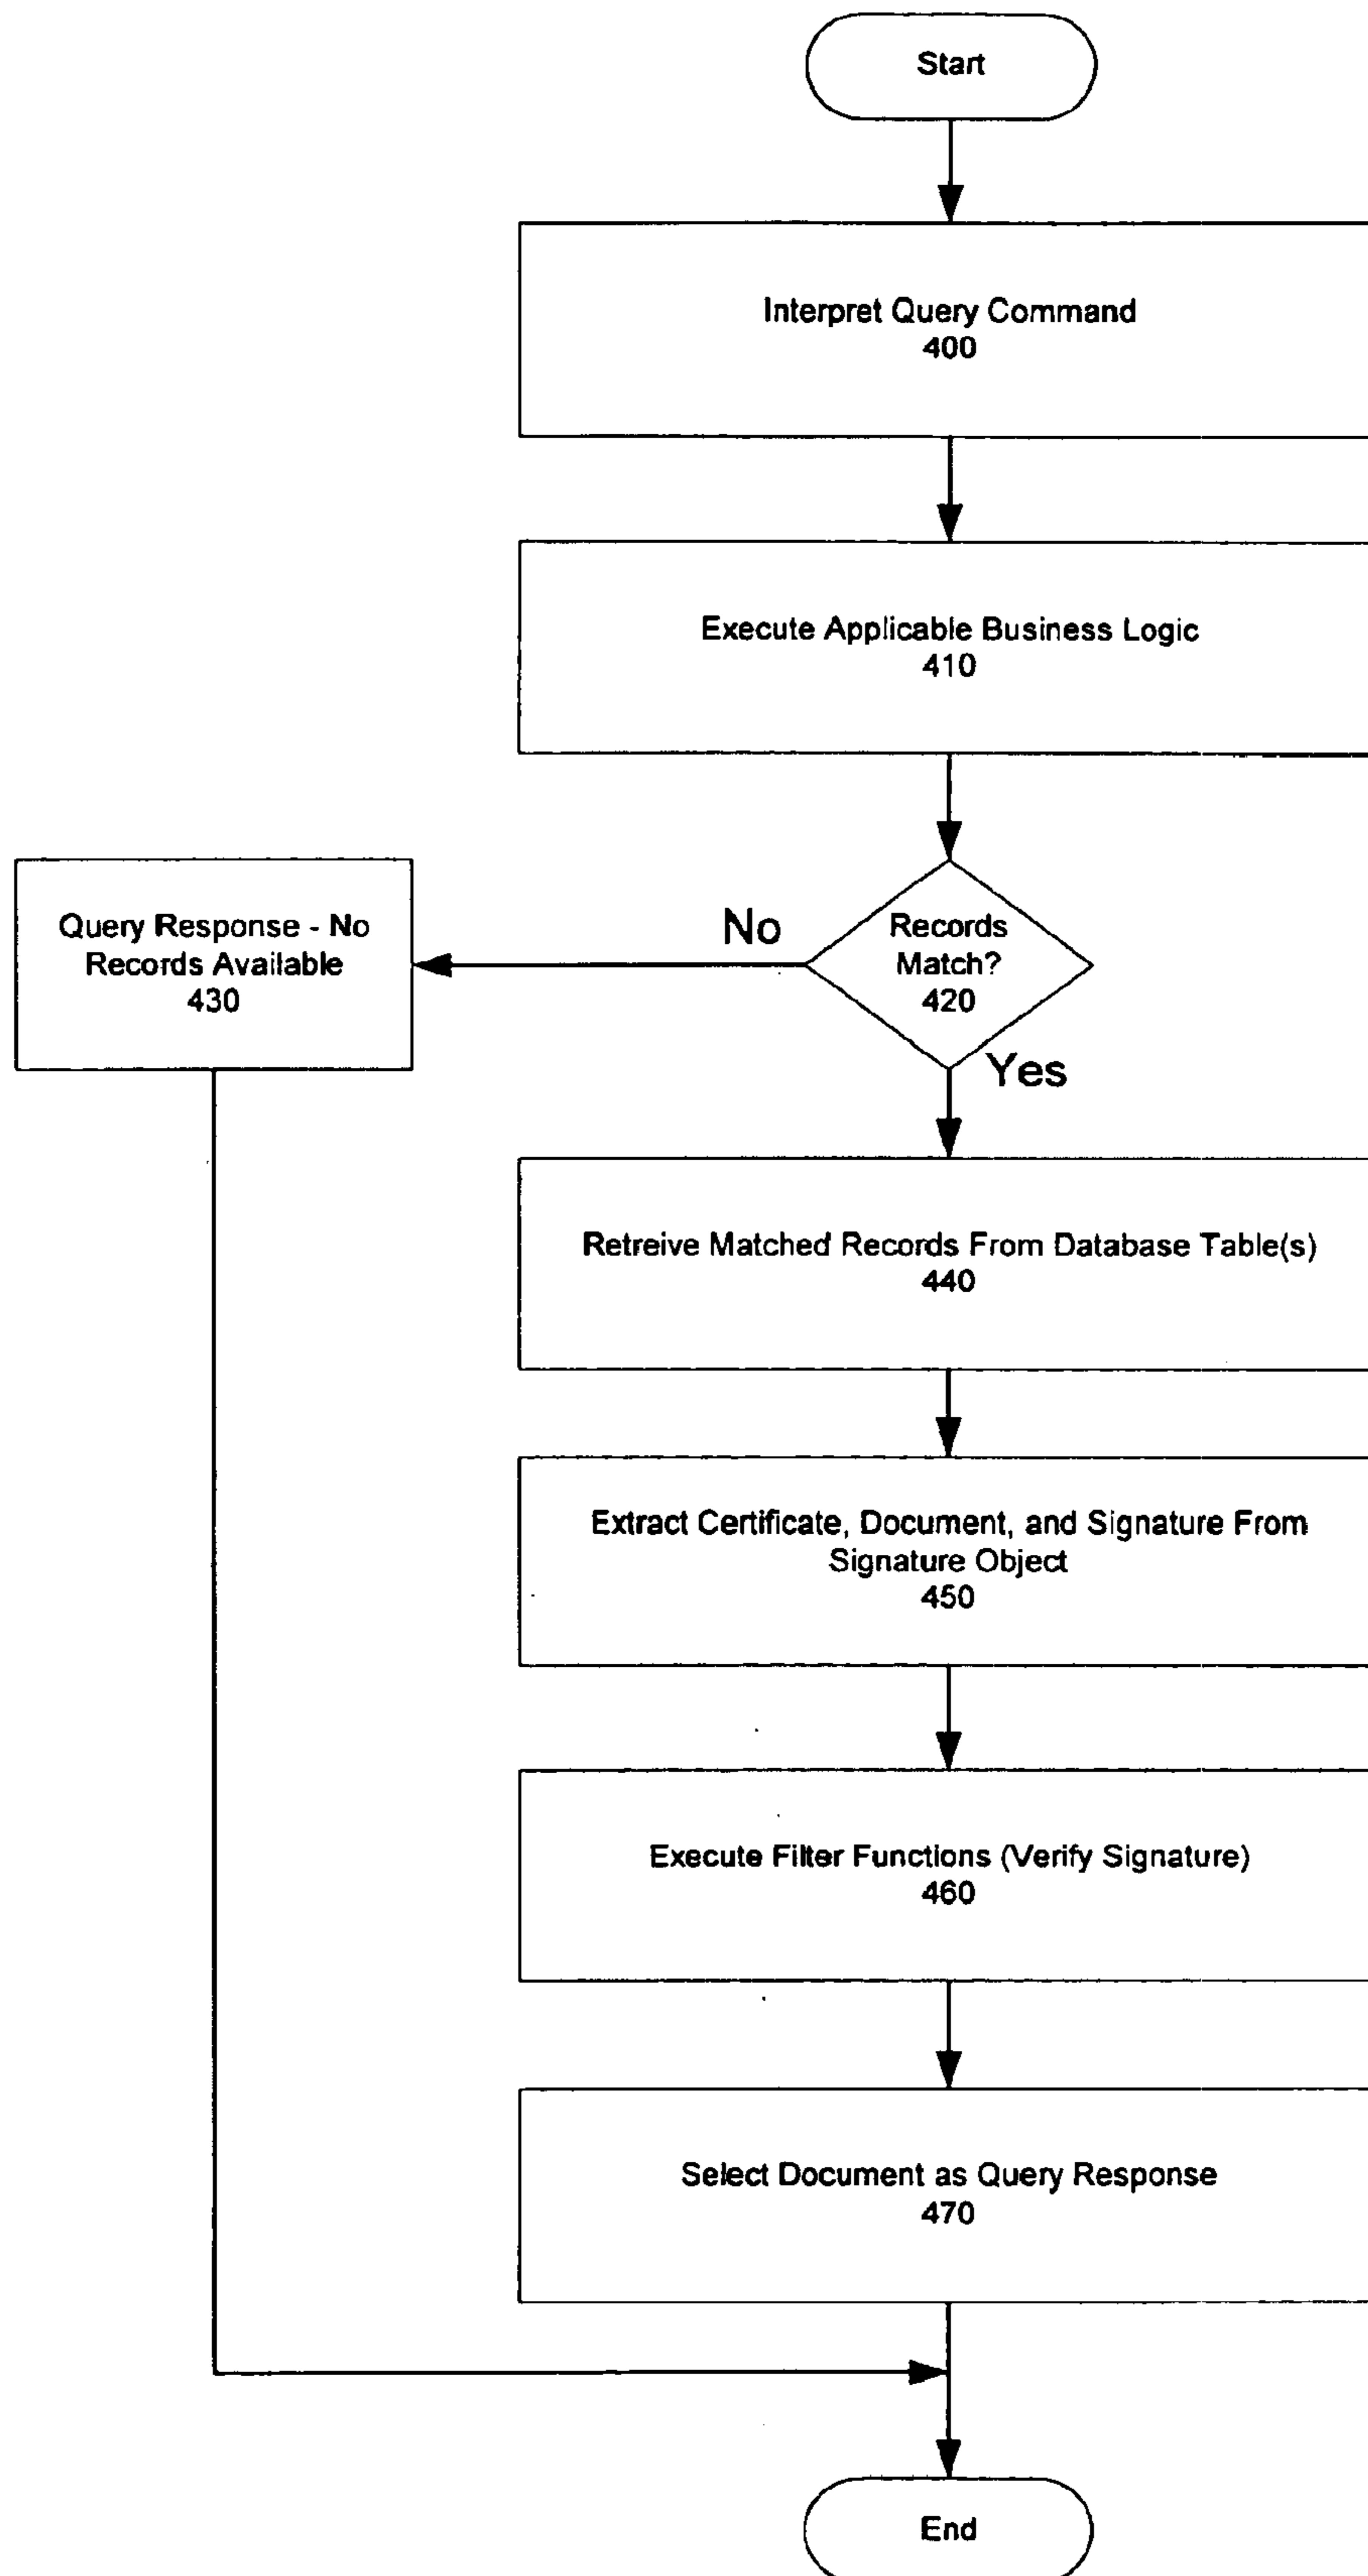 Start
Interpret Query Command
400
Execute Applicable Business Logic
410
Records
Match?
420
No
Yes
Query Response - No
Records Available
430
Retreive Matched Records From Database Table(s)
440
Extract Certificate, Document, and Signature From
Signature Object
450
Execute Filter Functions (Verify Signature)
460
Select Document as Query Response
470
End